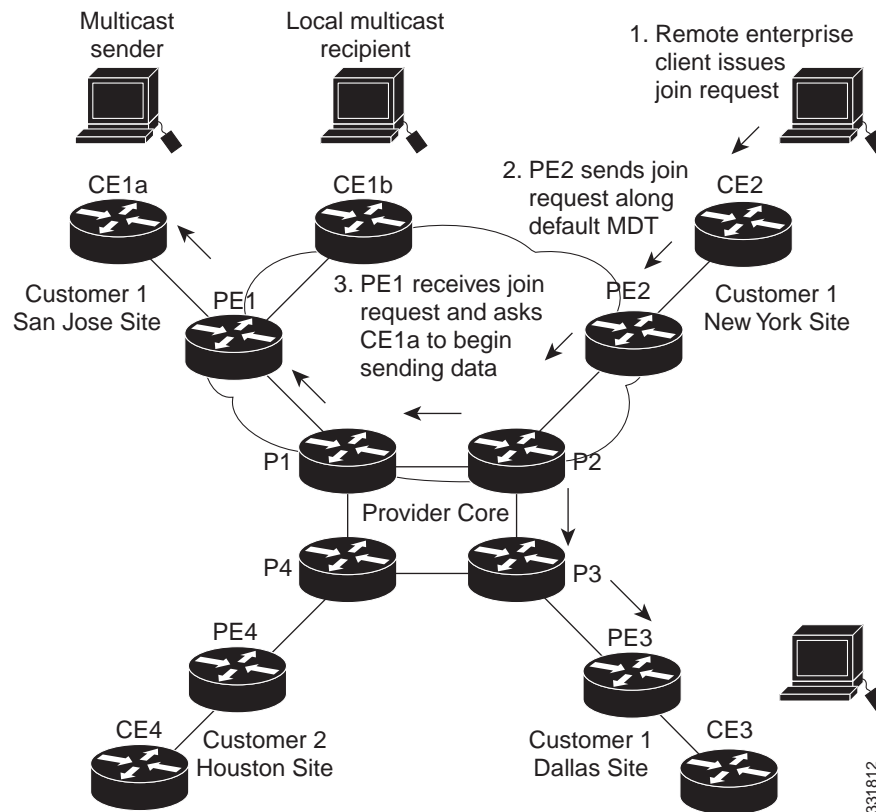 Multicast
sender
Local multicast
recipient
1. Remote enterprise
client issues
join request
CE1a
CE1b
2. PE2 sends join
request along
default MDT
CE2
Customer 1
San Jose Site
PE1
3. PE1 receives join
request and asks
CE1a to begin
sending data
PE2
Customer 1
New York Site
P1
P2
Provider Core
P4
P3
PE4
PE3
CE4
Customer 2
Houston Site
Customer 1
Dallas Site
CE3
331812